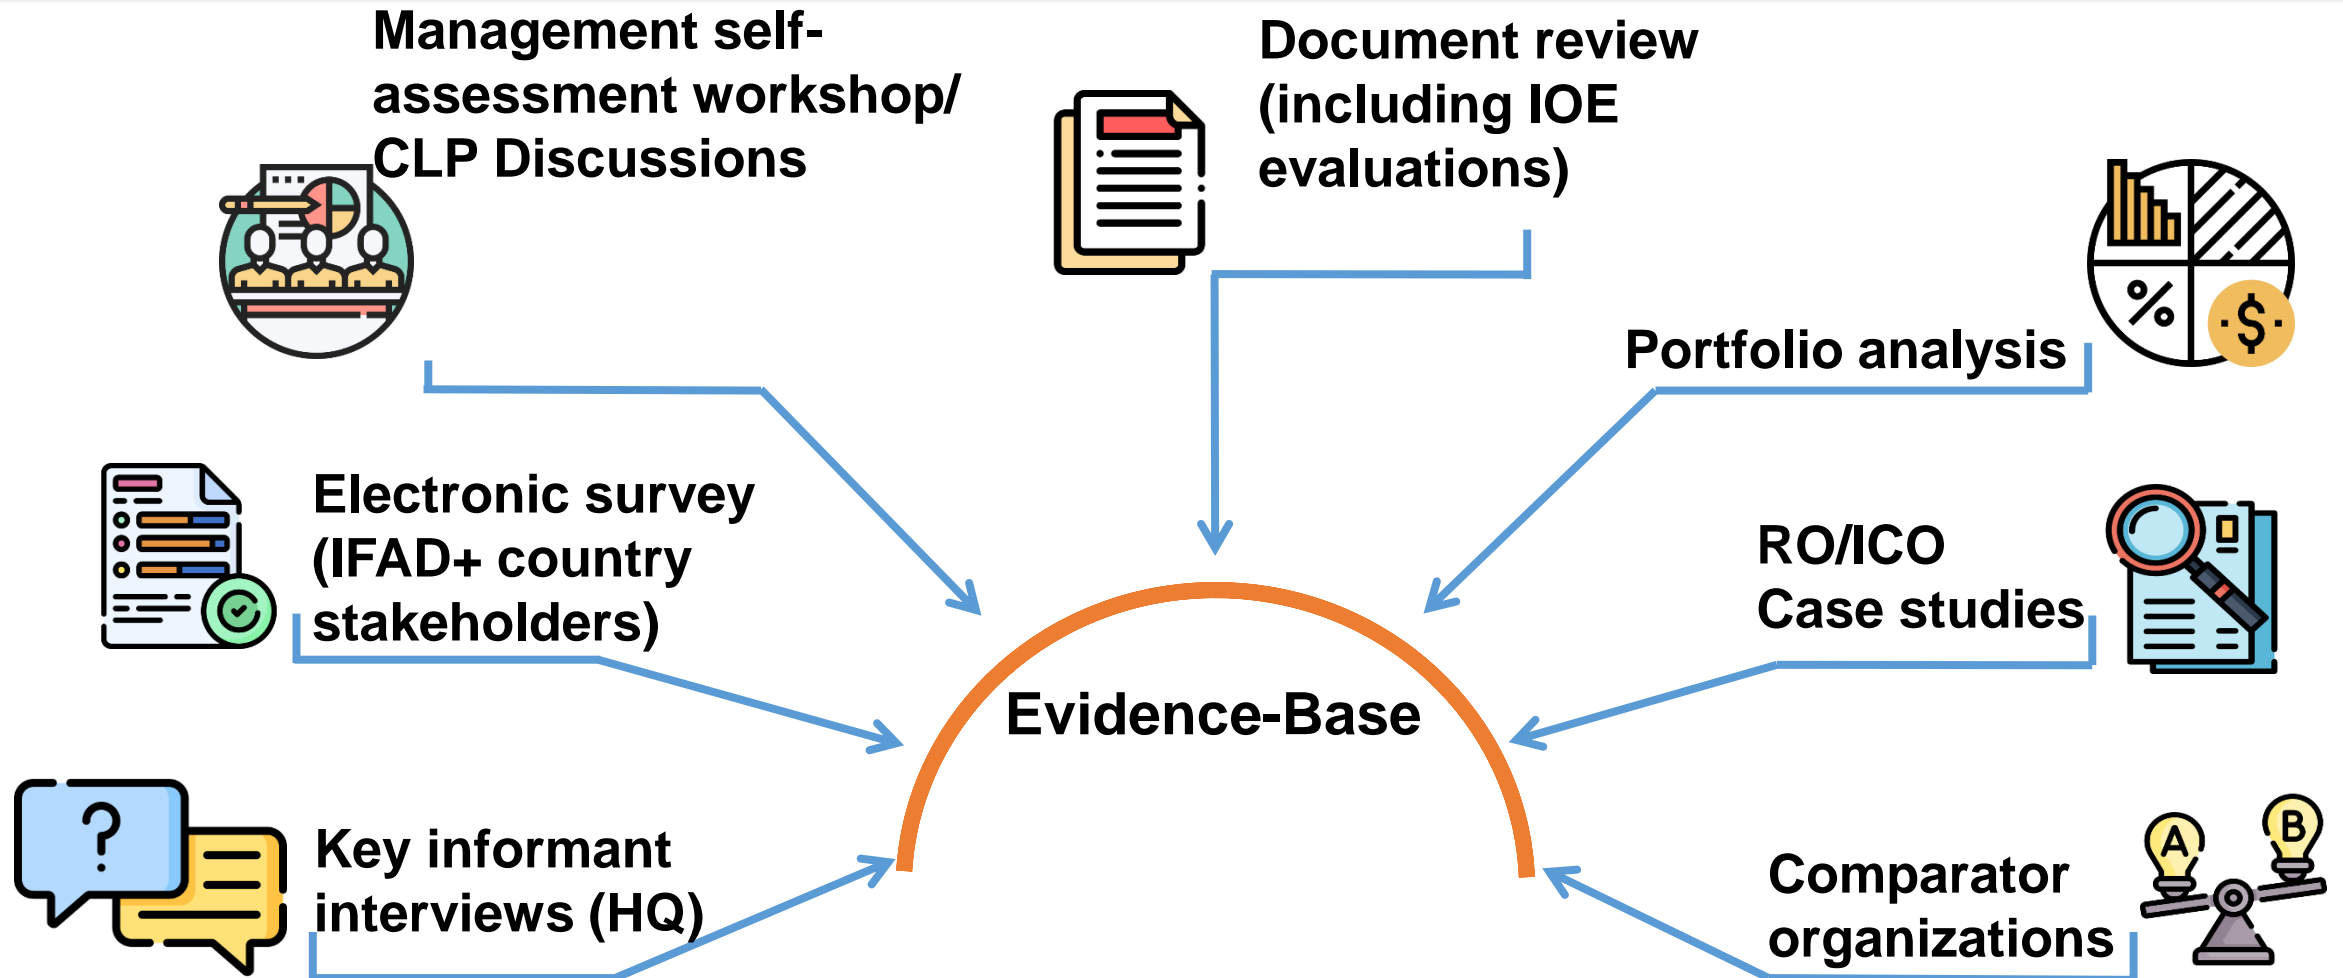 Management self-
assessment workshop/
CLP Discussions
Document review
(including IOE
evaluations)
%
$
Portfolio analysis
Electronic survey
(IFAD+ country
stakeholders)
RO/ICO
Case studies
Evidence-Base
?
Key informant
interviews (HQ)
A
B
Comparator
organizations